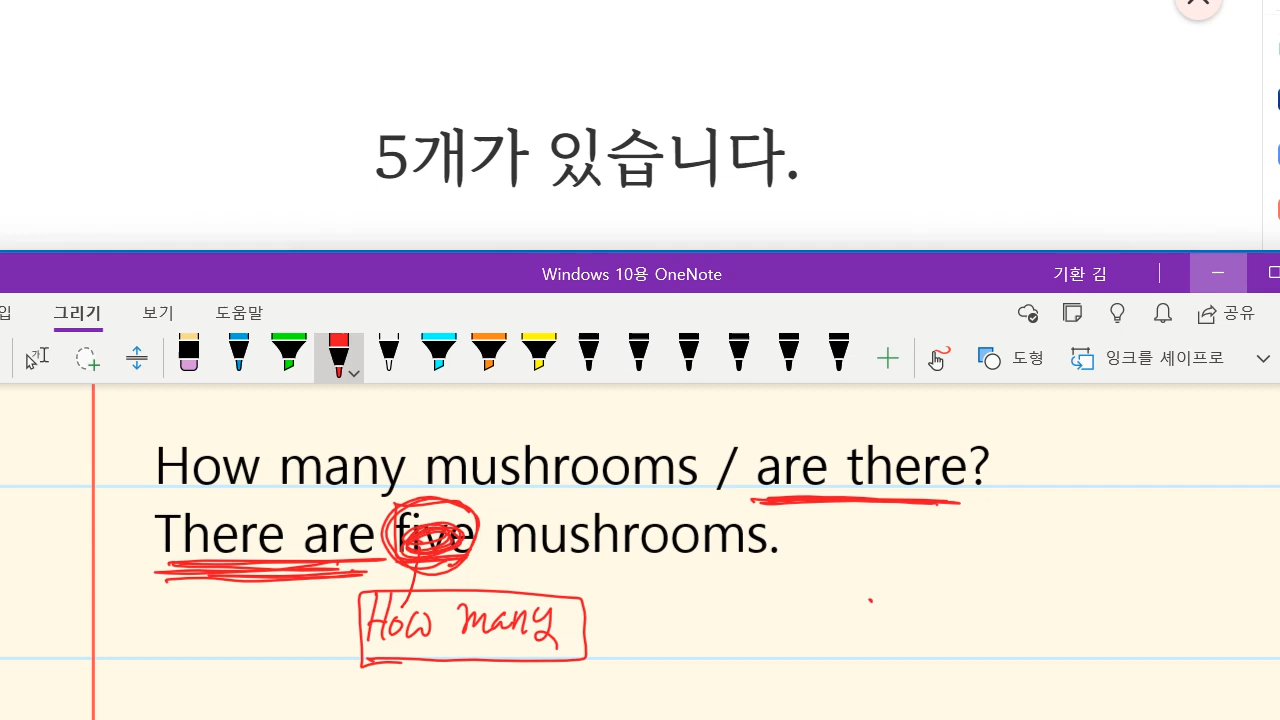 5개가 있습니다.
Windows 10용 OneNote
기환 김
그리기
보기
도움말
공유
도형
잉크를 셰이프로
How many mushrooms / are there?
There are five mushrooms.
How many